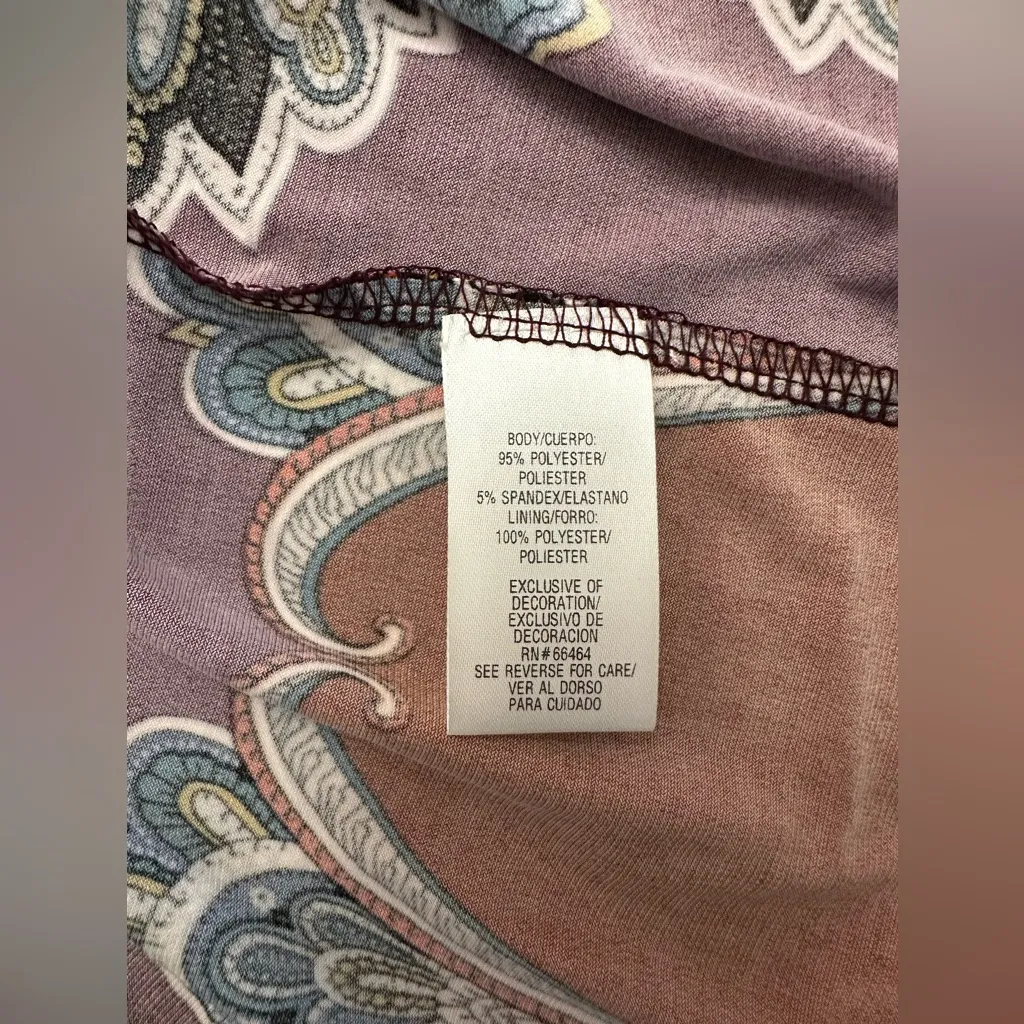 BODY/CUERPO:
95% POLYESTER/
POLIESTER
5% SPANDEX/ELASTANO
LINING/FORRO:
100% POLYESTER/
POLIESTER
EXCLUSIVE OF
DECORATION/
EXCLUSIVO DE
DECORACION
RN#66464
SEE REVERSE FOR CARE/
VER AL DORSO
PARA CUIDADO